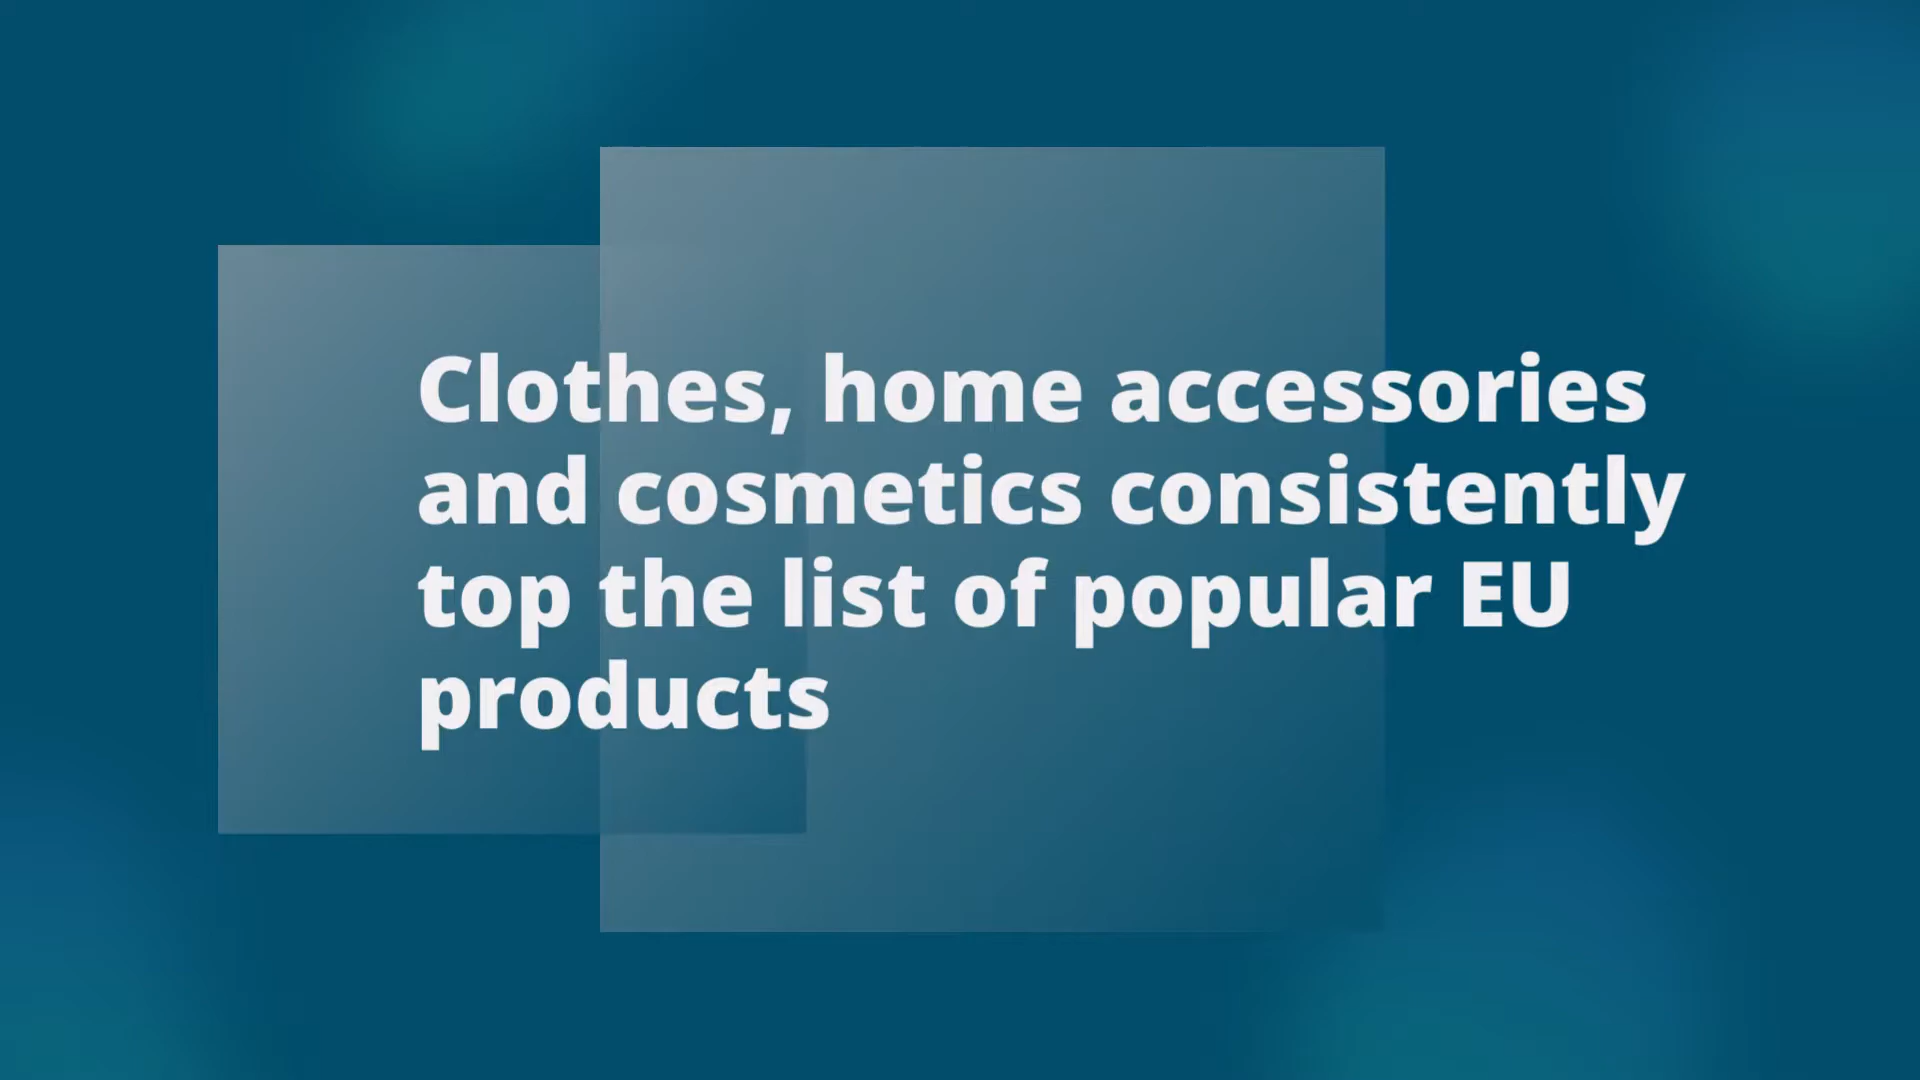 Clothes, home accessories
and cosmetics consistently
top the list of popular EU
products